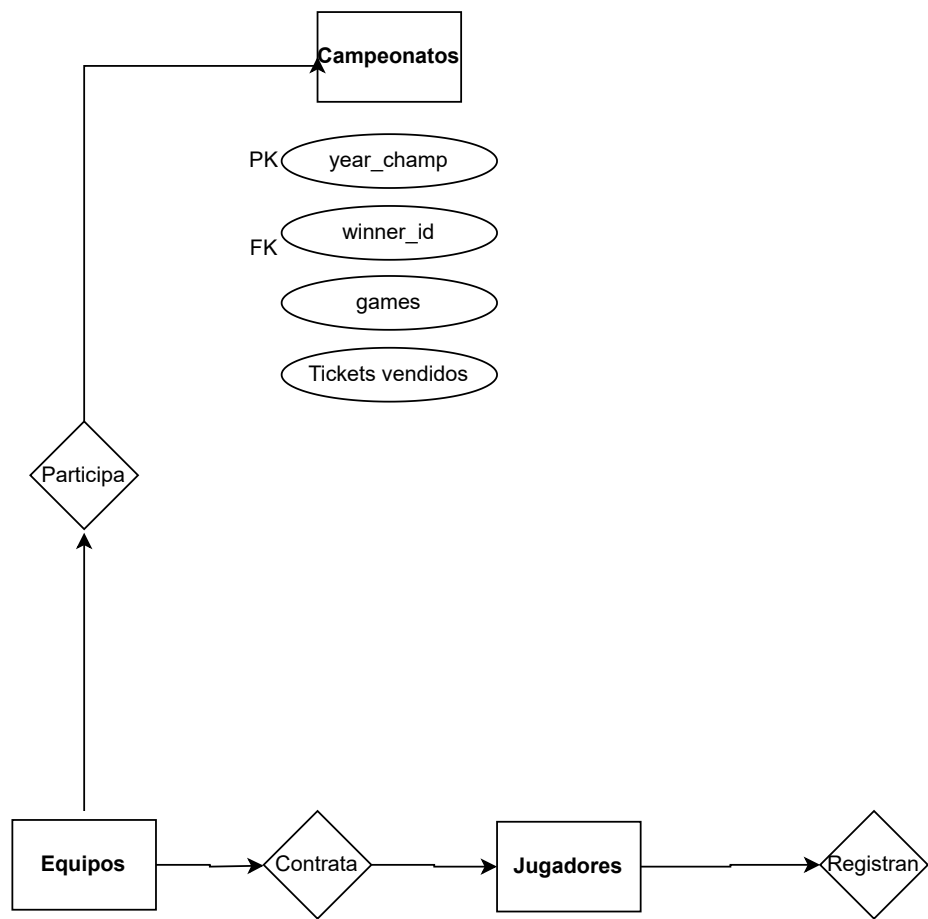 Campeonatos
PK
year_champ
winner_id
FK
games
Tickets vendidos
Participa
Equipos
Contrata
Jugadores
Registran